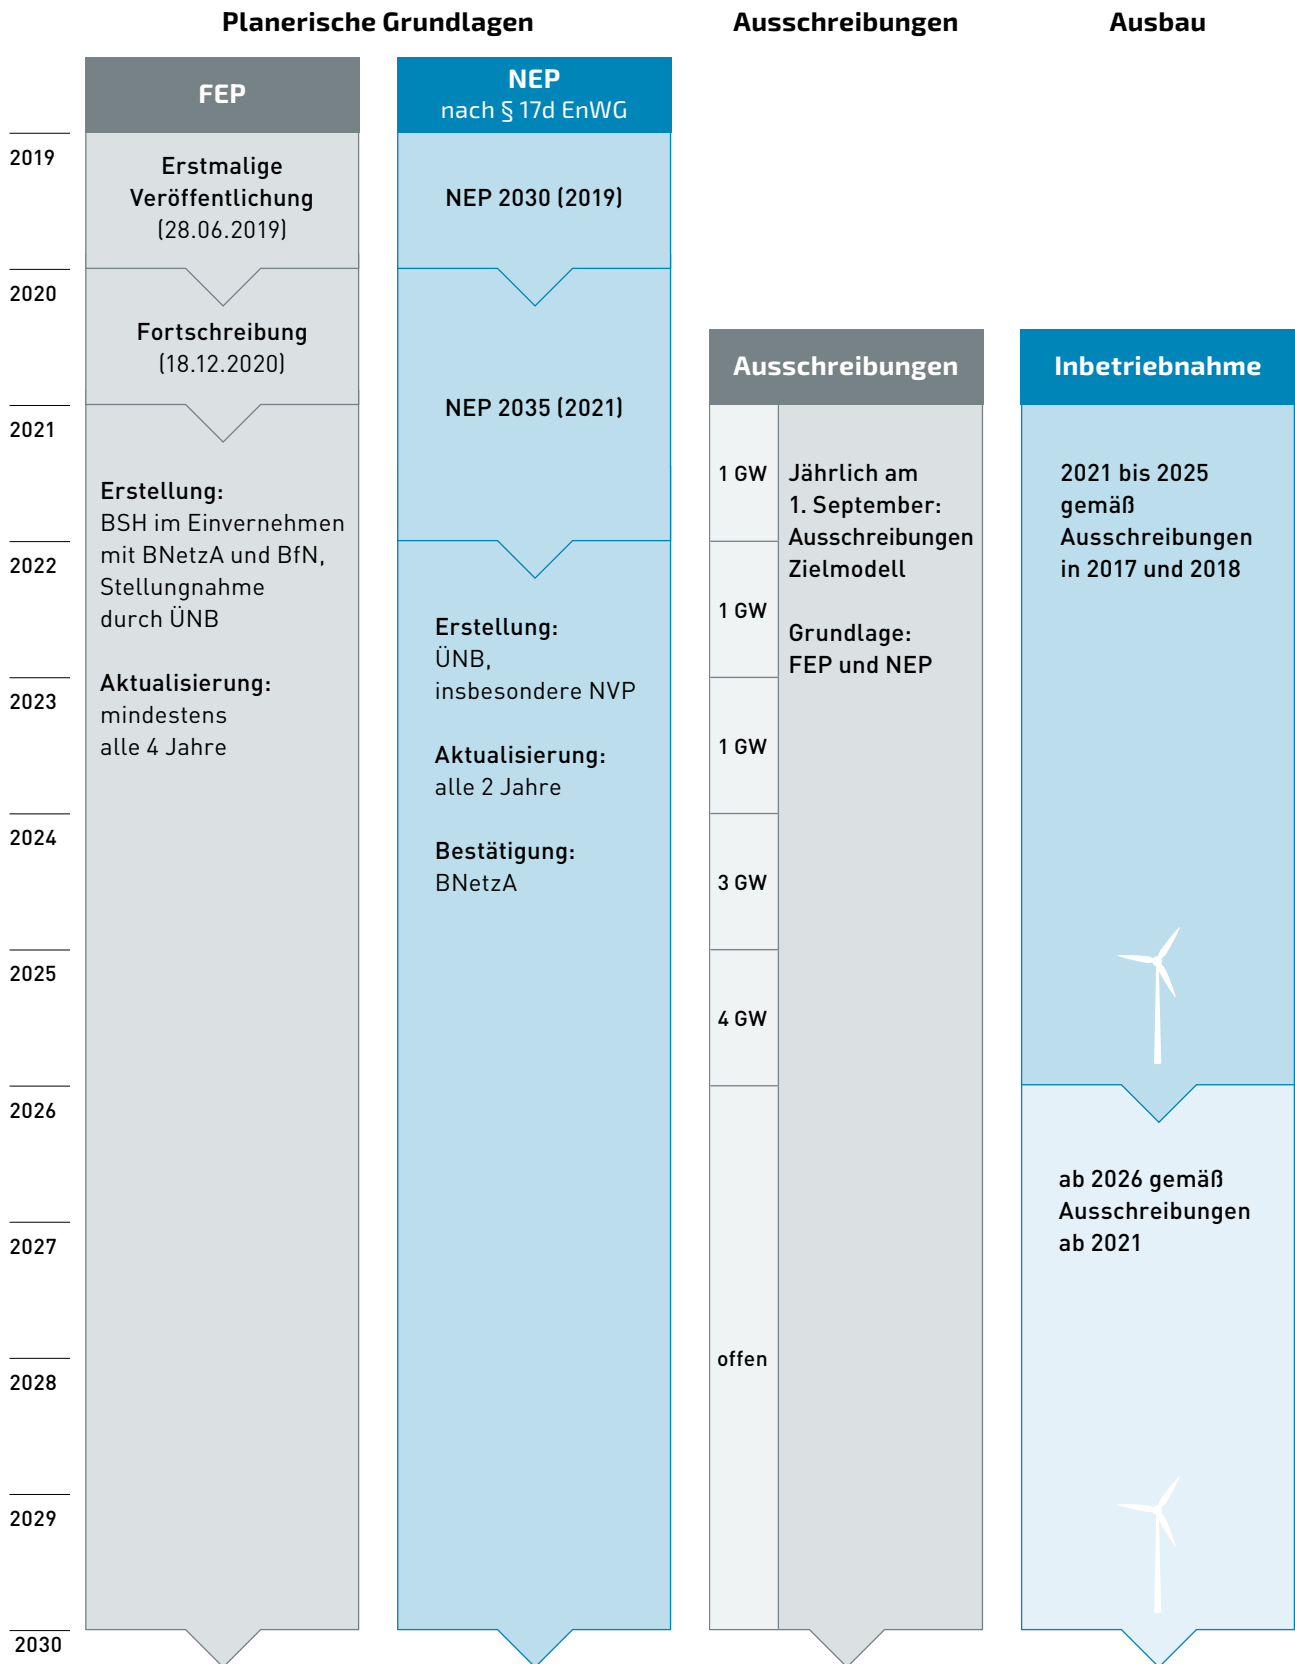 Planerische Grundlagen
Ausschreibungen
Ausbau
FEP
NEP
nach § 17d EnWG
2019
Erstmalige
Veröffentlichung
(28.06.2019)
NEP 2030 (2019)
2020
Fortschreibung
(18.12.2020)
Ausschreibungen
Inbetriebnahme
NEP 2035 (2021)
2021
Erstellung:
BSH im Einvernehmen
mit BNetzA und BfN,
Stellungnahme
durch ÜNB
Aktualisierung:
mindestens
alle 4 Jahre
Erstellung:
ÜNB,
insbesondere NVP
Aktualisierung:
alle 2 Jahre
Bestätigung:
BNetzA
1 GW
1 GW
1 GW
3 GW
4 GW
offen
Jährlich am
1. September:
Ausschreibungen
Zielmodell
Grundlage:
FEP und NEP
2021 bis 2025
gemäß
Ausschreibungen
in 2017 und 2018
ab 2026 gemäß
Ausschreibungen
ab 2021
2022
2023
2024
2025
2026
2027
2028
2029
2030